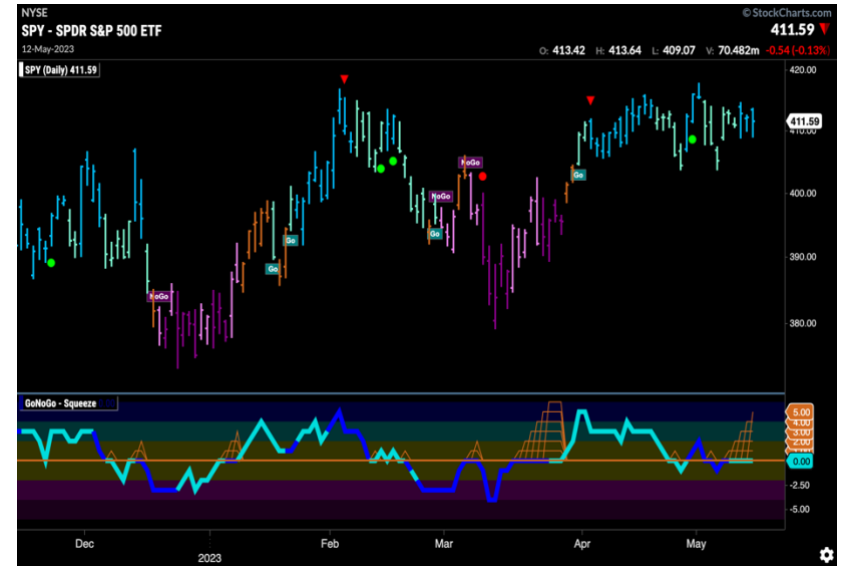 NYSE
© StockCharts.com
SPY - SPDR S&P 500 ETF
411.59
12-May-2023
O: 413.42 H: 413.64 L: 409.07 V: 70.482m -0.54 (-0.13%)
SPY (Daily) 411.59
420.00
411.59
410.00
NoGo
NoGo
400.00
Go
Go
Go
390.00
Go
NoGo
380.00
GoNoGo - Squeeze
5.00
4.00
3.00
2.00
0.00
-2.50
-5.00
Dec
Feb
Mar
Apr
May
2023